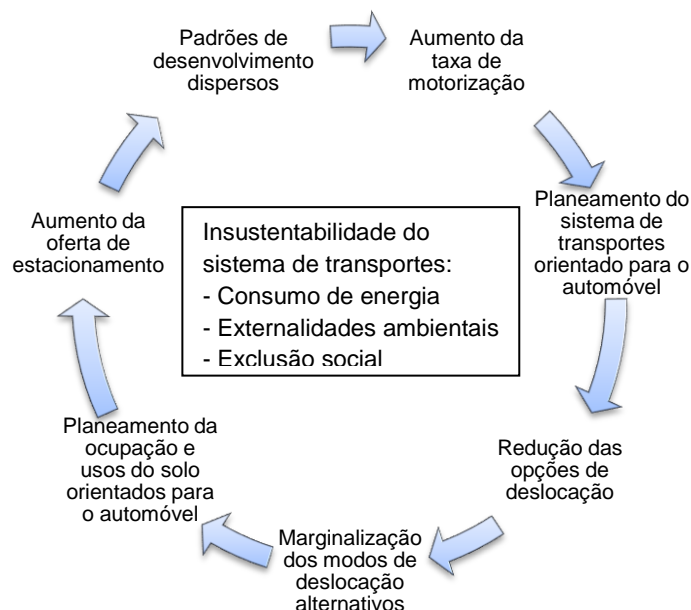 Padrões de
desenvolvimento
dispersos
Aumento da
taxa de
motorização
Planeamento do
sistema de
transportes
orientado para o
automóvel
Redução das
opções de
deslocação
Marginalização
dos modos de
deslocação
alternativos
Planeamento da
ocupação e
usos do solo
orientados para
o automóvel
Aumento da
oferta de
estacionamento
Insustentabilidade do
sistema de transportes:
- Consumo de energia
- Externalidades ambientais
- Exclusão social